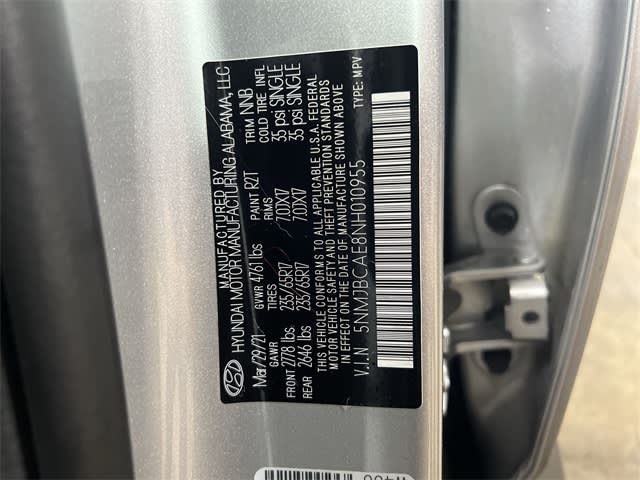 MANUFACTURED BY
HYUNDAI MOTOR MANUFACTURING ALABAMA, LLC
Mar/29/21 GVWR 4761 lbs PAINT R2T TRIM NNB
GAWR TIRES RIMS COLD TIRE INFL
FRONT 2778 lbs 235/65R17 7.0JX17 35 psi SINGLE
REAR 2646 lbs 235/65R17 7.0JX17 35 psi SINGLE
THIS VEHICLE CONFORMS TO ALL APPLICABLE U.S.A. FEDERAL
MOTOR VEHICLE SAFETY AND THEFT PREVENTION STANDARDS
IN EFFECT ON THE DATE OF MANUFACTURE SHOWN ABOVE
V.I.N 5NMJBCAE8NH010955 TYPE: MPV